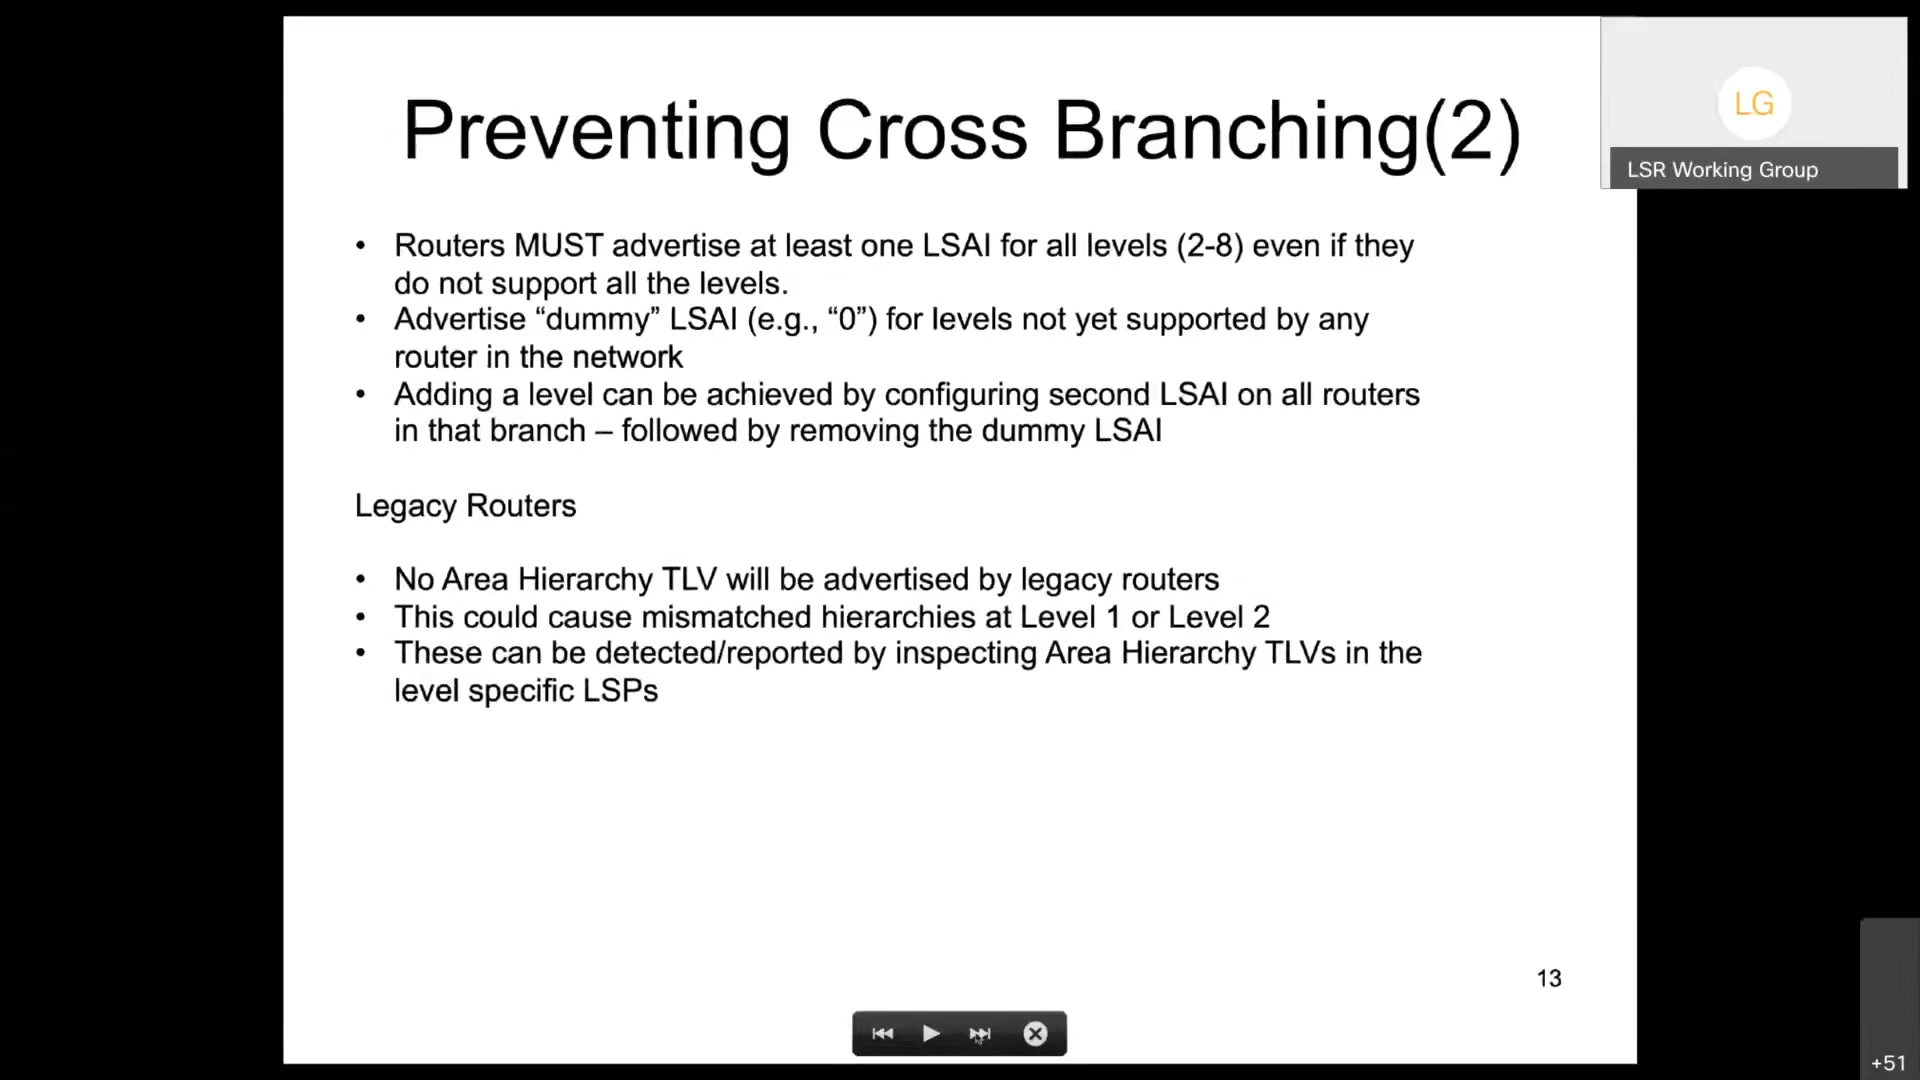 Preventing Cross Branching(2)
LG
LSR Working Group
• Routers MUST advertise at least one LSAI for all levels (2-8) even if they
do not support all the levels.
• Advertise “dummy” LSAI (e.g., “0”) for levels not yet supported by any
router in the network
• Adding a level can be achieved by configuring second LSAI on all routers
in that branch – followed by removing the dummy LSAI
Legacy Routers
• No Area Hierarchy TLV will be advertised by legacy routers
• This could cause mismatched hierarchies at Level 1 or Level 2
• These can be detected/reported by inspecting Area Hierarchy TLVs in the
level specific LSPs
13
+51